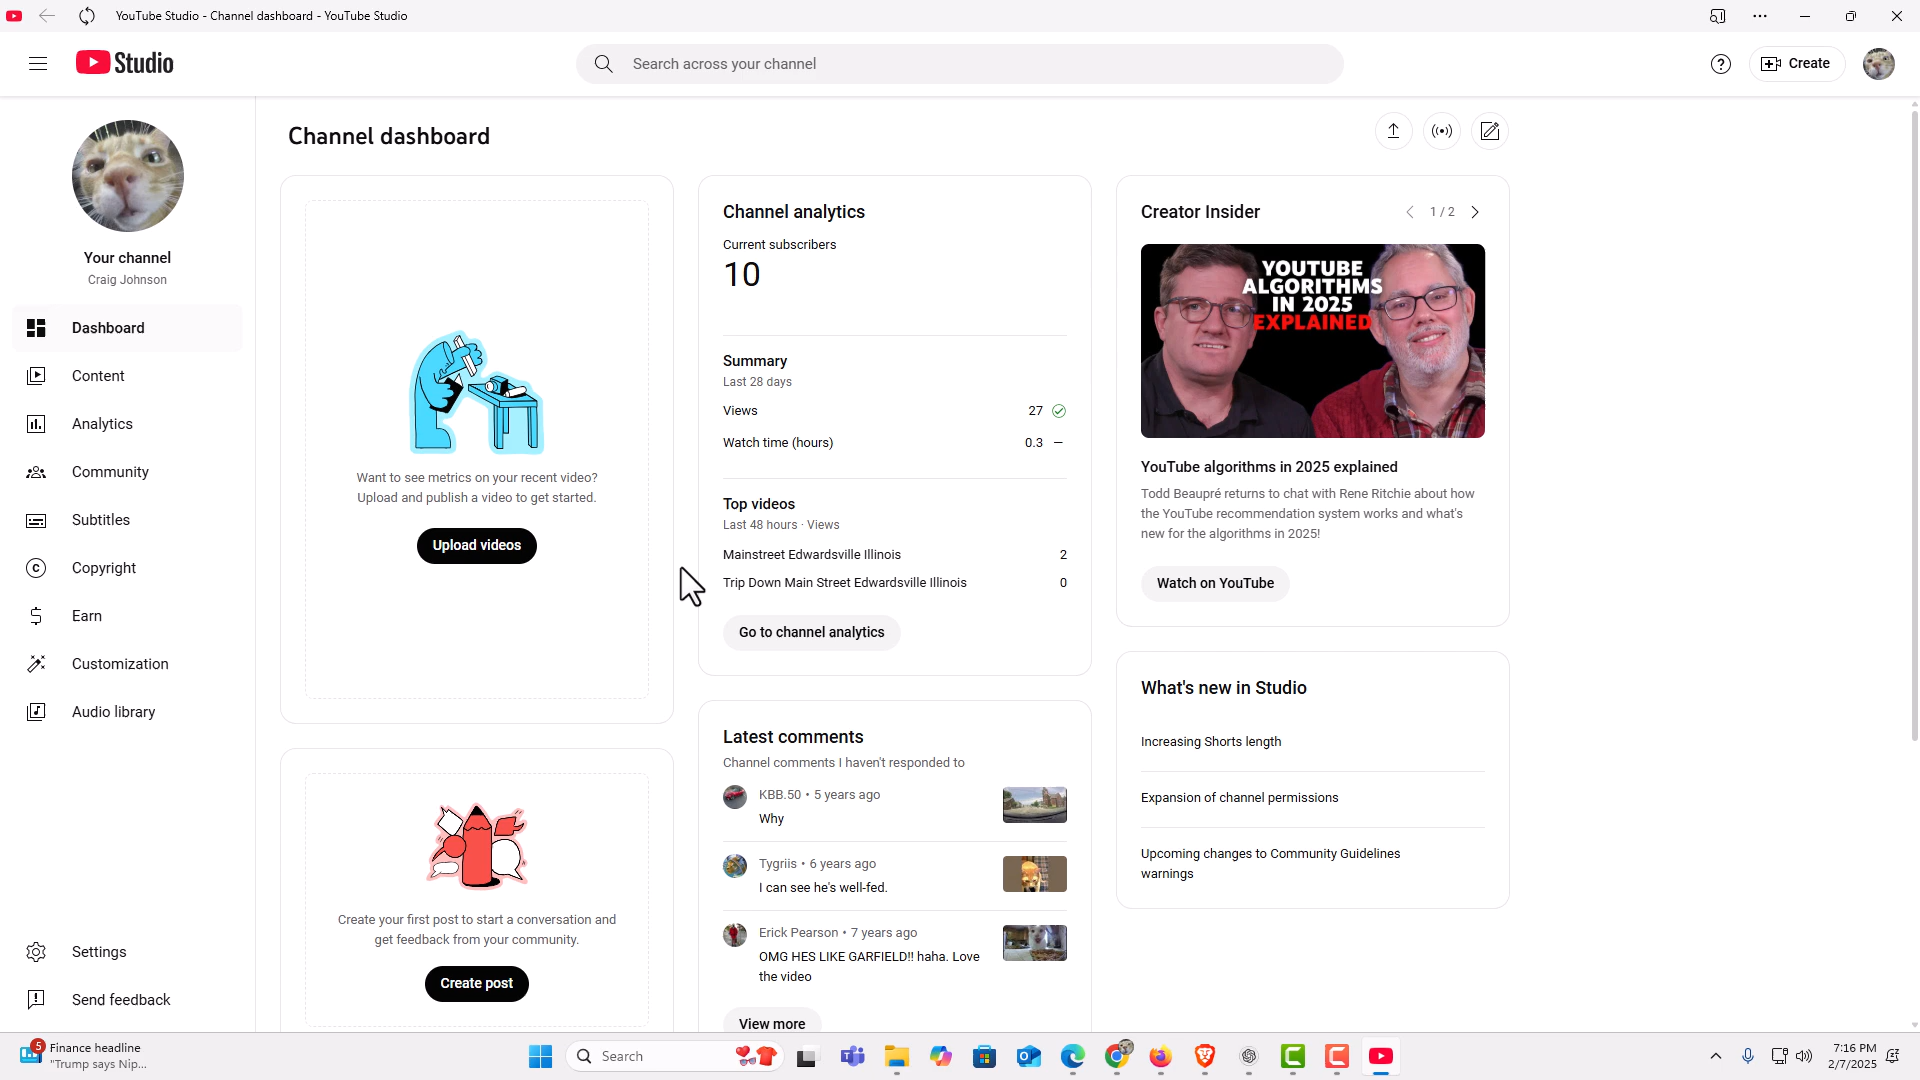 YouTube Studio - Channel dashboard - YouTube Studio
Studio
Search across your channel
Create
Your channel
Craig Johnson
Dashboard
Content
Analytics
Community
Subtitles
Copyright
Earn
Customization
Audio library
Settings
Send feedback
Channel dashboard
Want to see metrics on your recent video?
Upload and publish a video to get started.
Upload videos
Create your first post to start a conversation and
get feedback from your community.
Create post
Channel analytics
Current subscribers
10
Summary
Last 28 days
Views 27
Watch time (hours) 0.3 —
Top videos
Last 48 hours · Views
Mainstreet Edwardsville Illinois 2
Trip Down Main Street Edwardsville Illinois 0
Go to channel analytics
Latest comments
Channel comments I haven't responded to
KBB.50 • 5 years ago
Why
Tygriis • 6 years ago
I can see he's well-fed.
Erick Pearson • 7 years ago
OMG HES LIKE GARFIELD!! haha. Love
the video
View more
Creator Insider
1 / 2
YOUTUBE
ALGORITHMS
IN 2025
EXPLAINED
YouTube algorithms in 2025 explained
Todd Beaupré returns to chat with Rene Ritchie about how
the YouTube recommendation system works and what's
new for the algorithms in 2025!
Watch on YouTube
What's new in Studio
Increasing Shorts length
Expansion of channel permissions
Upcoming changes to Community Guidelines
warnings
5
Finance headline
"Trump says Nip...
Search
7:16 PM
2/7/2025